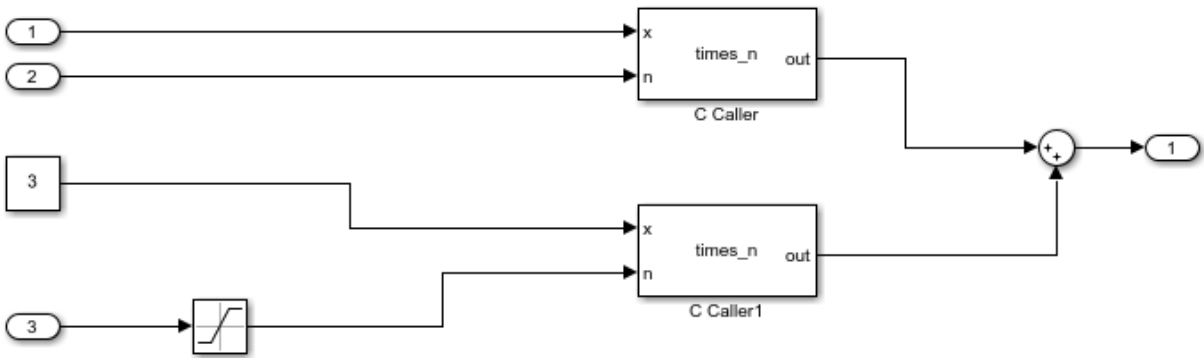 1
x
times_n
out
2
n
C Caller
+
+
1
3
x
times_n
out
n
3
C Caller1